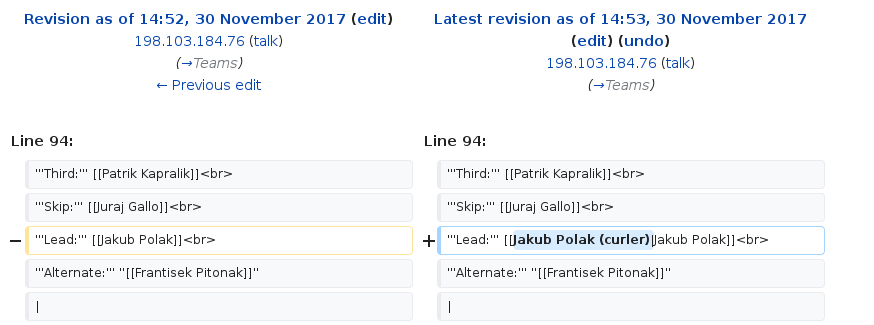 Revision as of 14:52, 30 November 2017 (edit)
198.103.184.76 (talk)
(→Teams)
← Previous edit
Latest revision as of 14:53, 30 November 2017
(edit) (undo)
198.103.184.76 (talk)
(→Teams)
Line 94:
Line 94:
'''Third:''' [[Patrik Kapralik]]<br>
'''Third:''' [[Patrik Kapralik]]<br>
'''Skip:''' [[Juraj Gallo]]<br>
'''Skip:''' [[Juraj Gallo]]<br>
− '''Lead:''' [[Jakub Polak]]<br>
+ '''Lead:''' [[Jakub Polak (curler)|Jakub Polak]]<br>
'''Alternate:''' ''[[Frantisek Pitonak]]''
'''Alternate:''' ''[[Frantisek Pitonak]]''
|
|